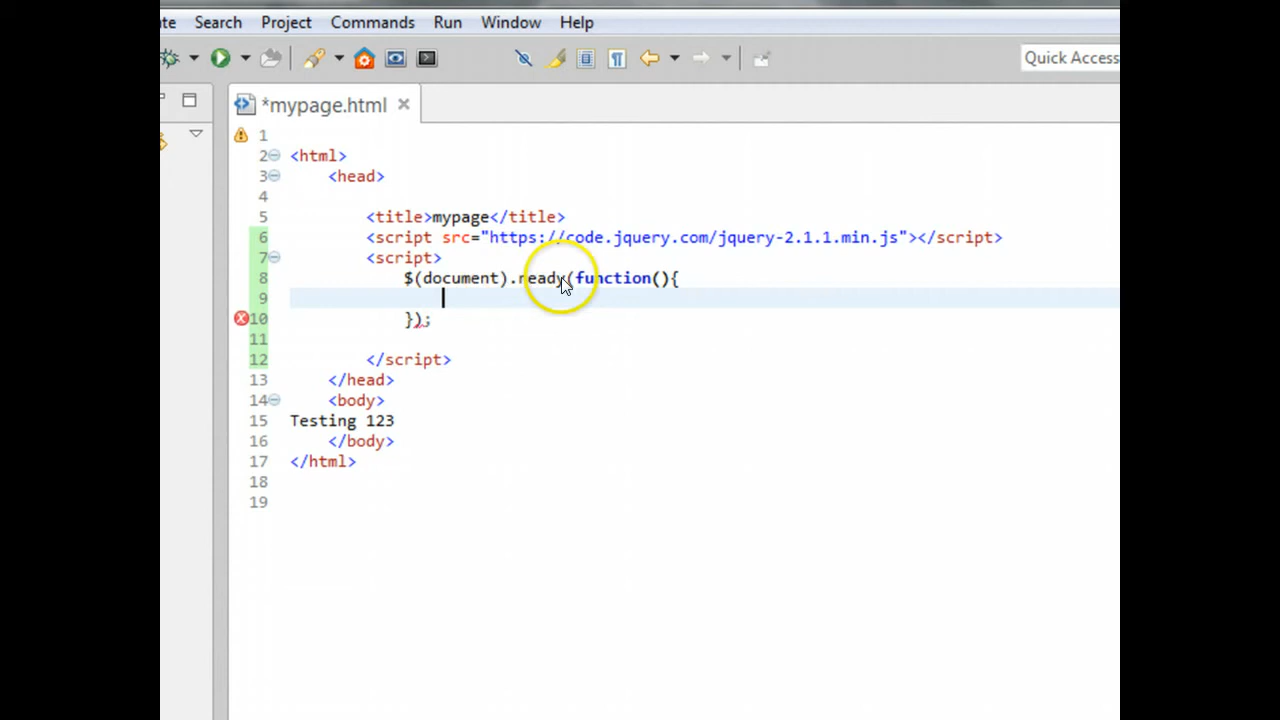 te Search Project Commands Run Window Help
Quick Access
*mypage.html
1
2 <html>
3 <head>
4
5 <title>mypage</title>
6 <script src="https://code.jquery.com/jquery-2.1.1.min.js"></script>
7 <script>
8 $(document).ready(function(){
9
10 });
11
12 </script>
13 </head>
14 <body>
15 Testing 123
16 </body>
17 </html>
18
19